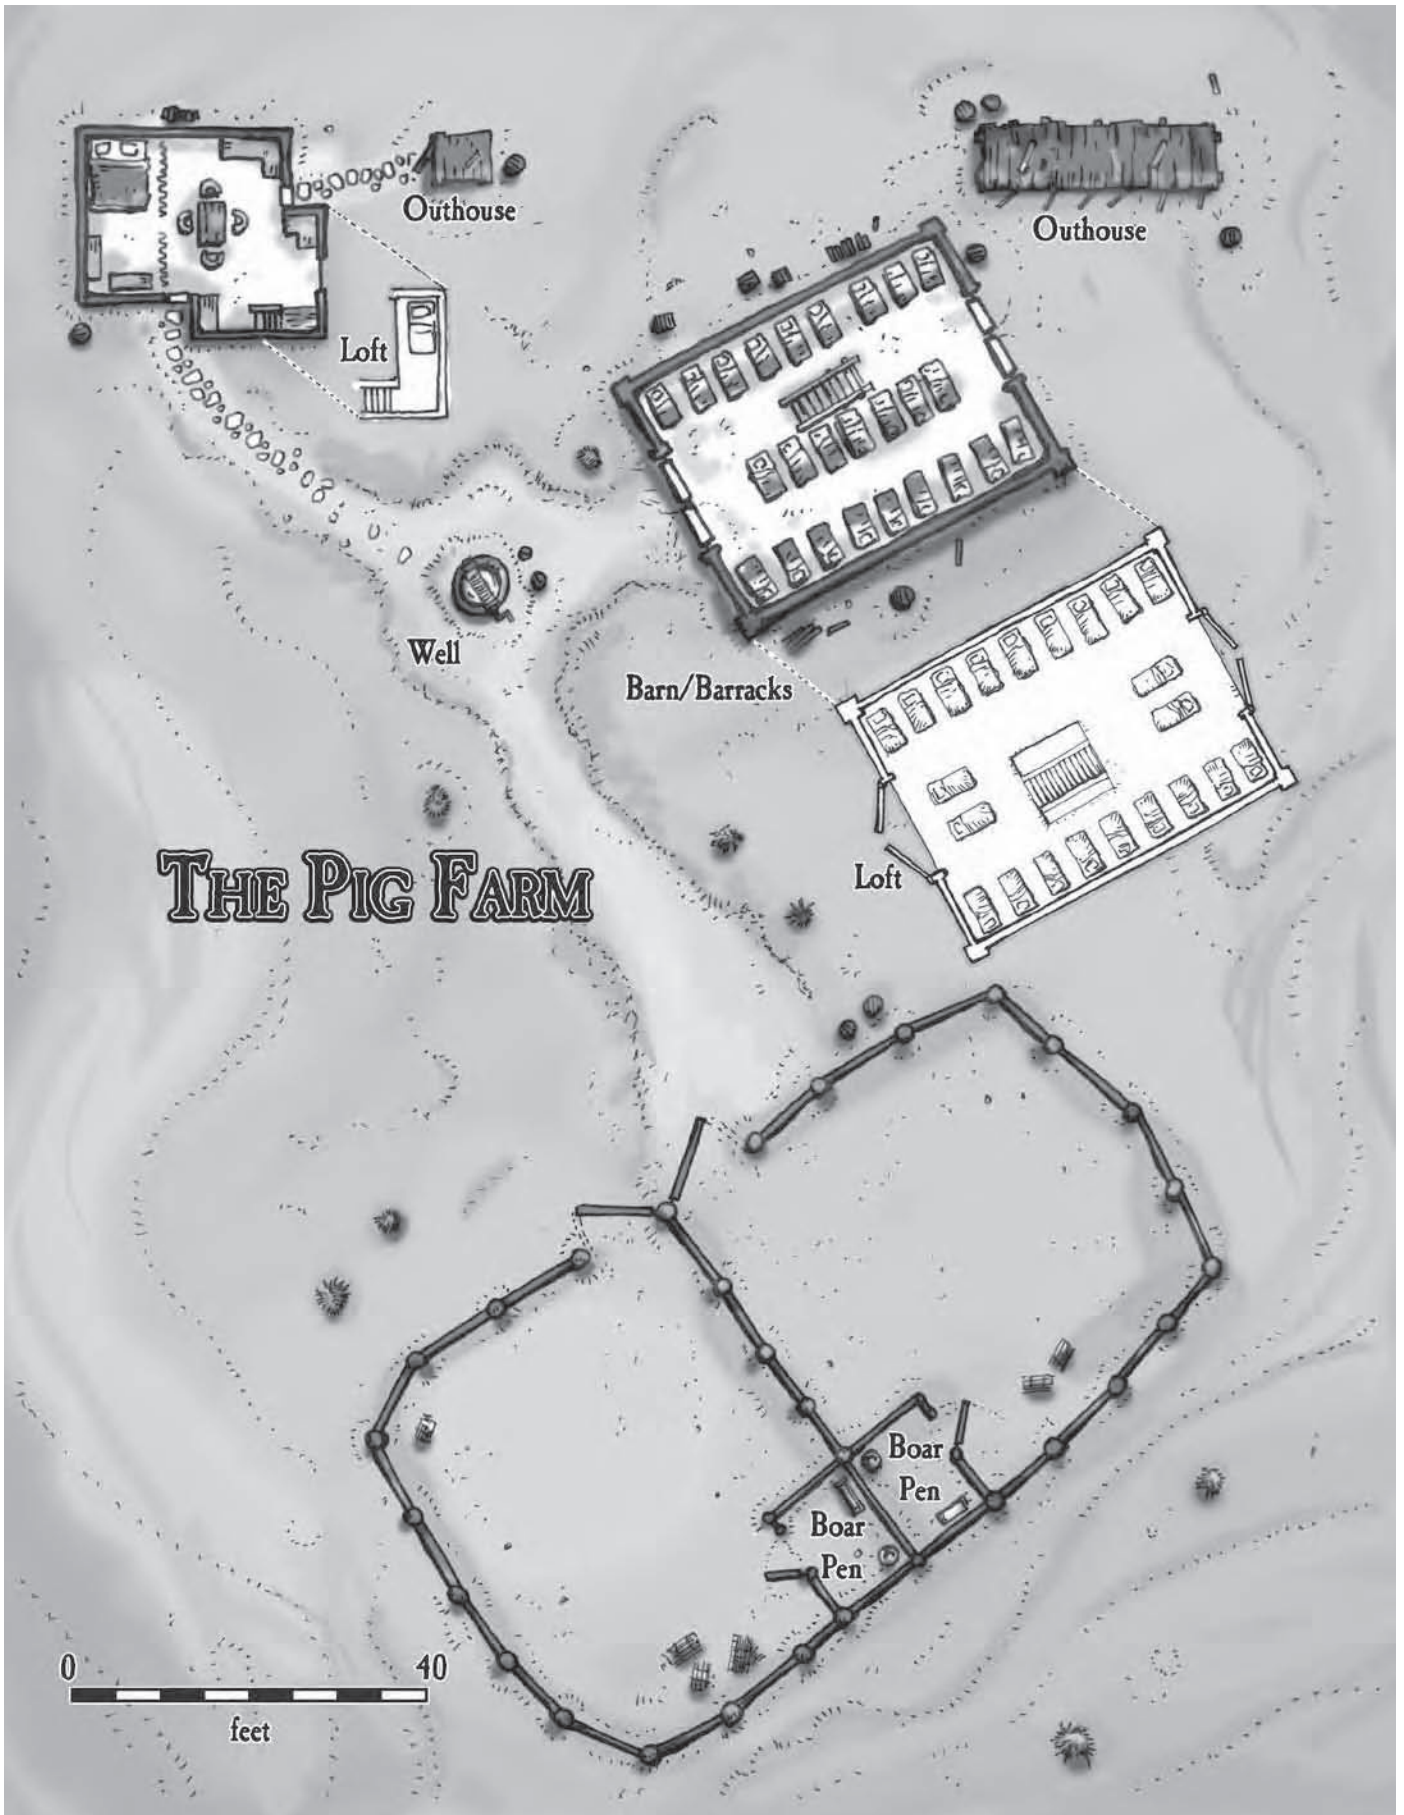 Outhouse
Outhouse
Loft
Well
Barn/Barracks
The Pig Farm
Loft
Boar
Pen
Boar
Pen
0 40
feet